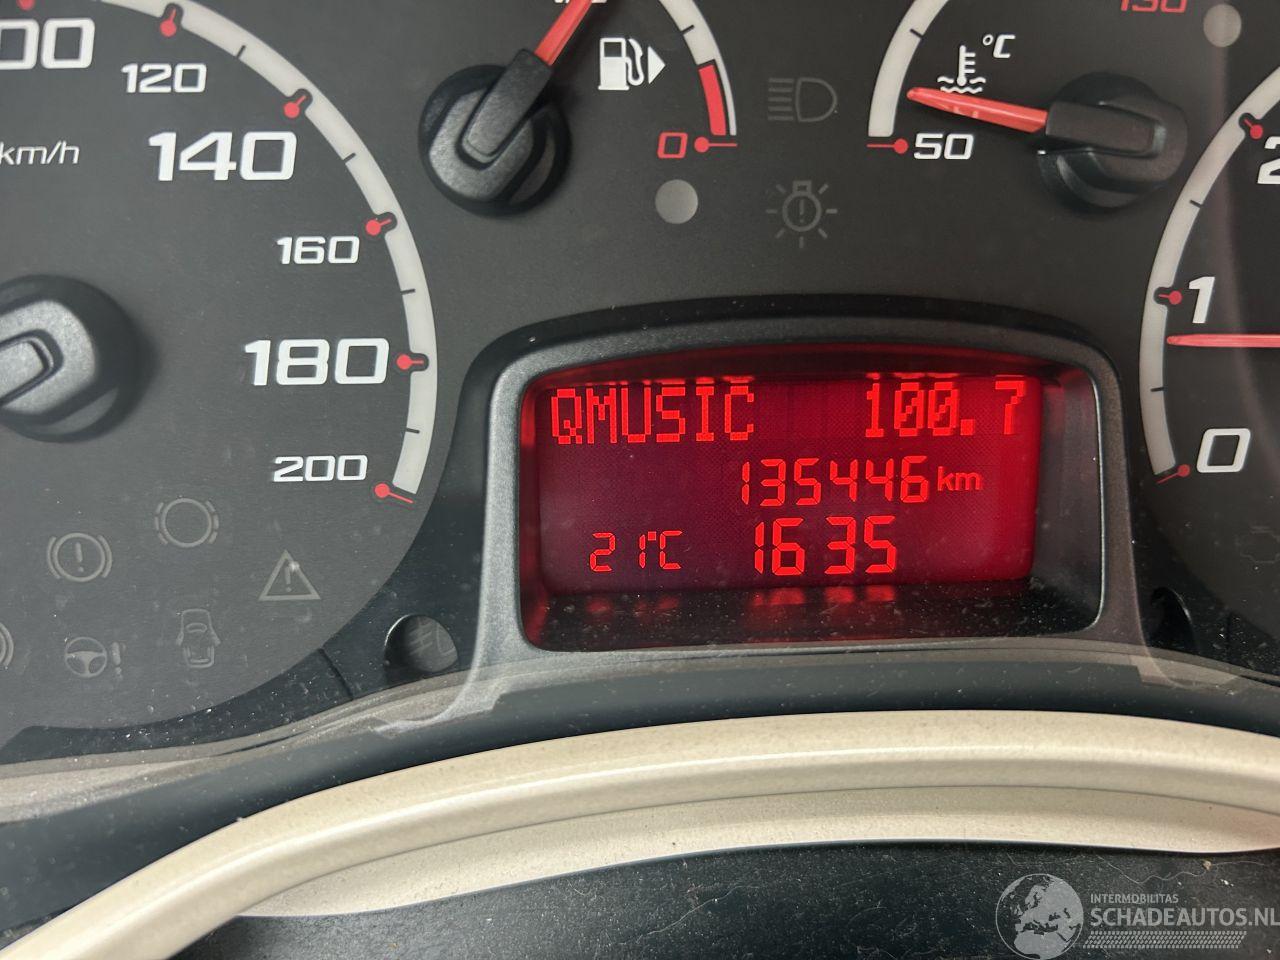 120
140
km/h
160
180
200
0
°C
50
130
1
0
QMUSIC 100.7
135446 km
21°C 1635
INTERMOBILITAS
SCHADEAUTOS.NL